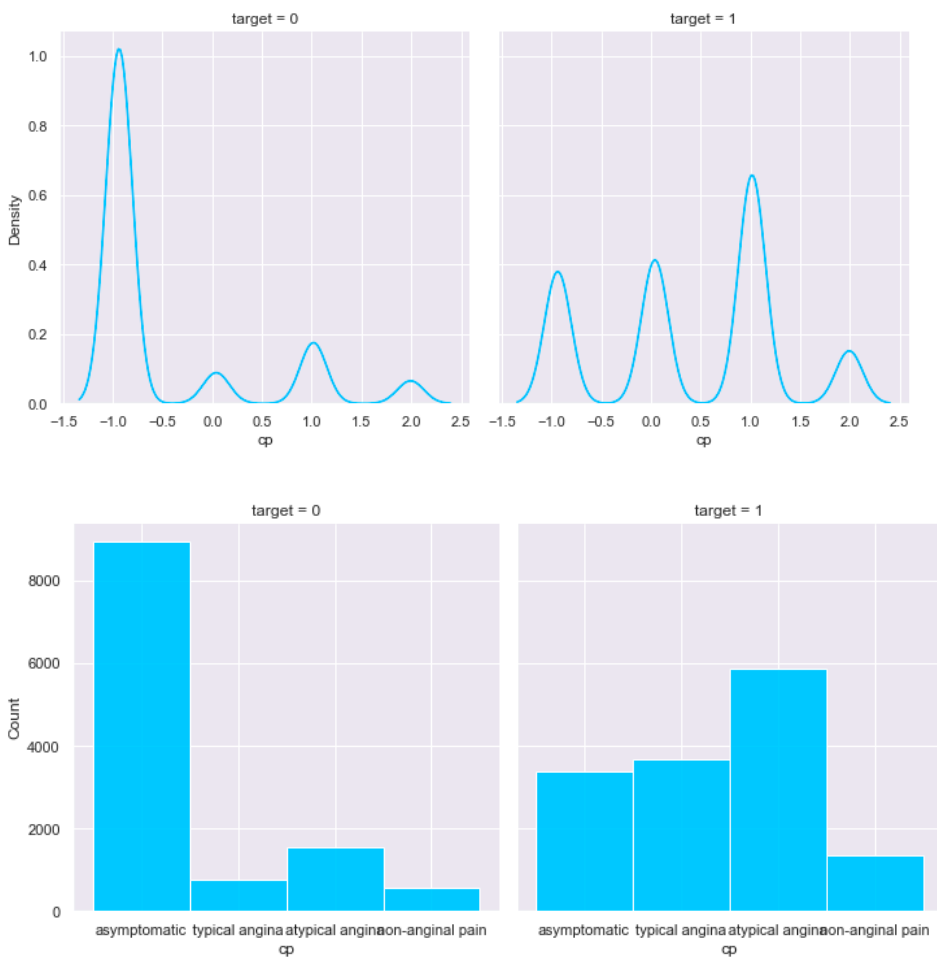 target = 0
target = 1
1.0
0.8
0.6
0.4
0.2
0.0
Density
−1.5 −1.0 −0.5 0.0 0.5 1.0 1.5 2.0 2.5
cp
−1.5 −1.0 −0.5 0.0 0.5 1.0 1.5 2.0 2.5
cp
target = 0
target = 1
8000
6000
4000
2000
0
Count
asymptomatic typical angina atypical angina non-anginal pain
cp
asymptomatic typical angina atypical angina non-anginal pain
cp